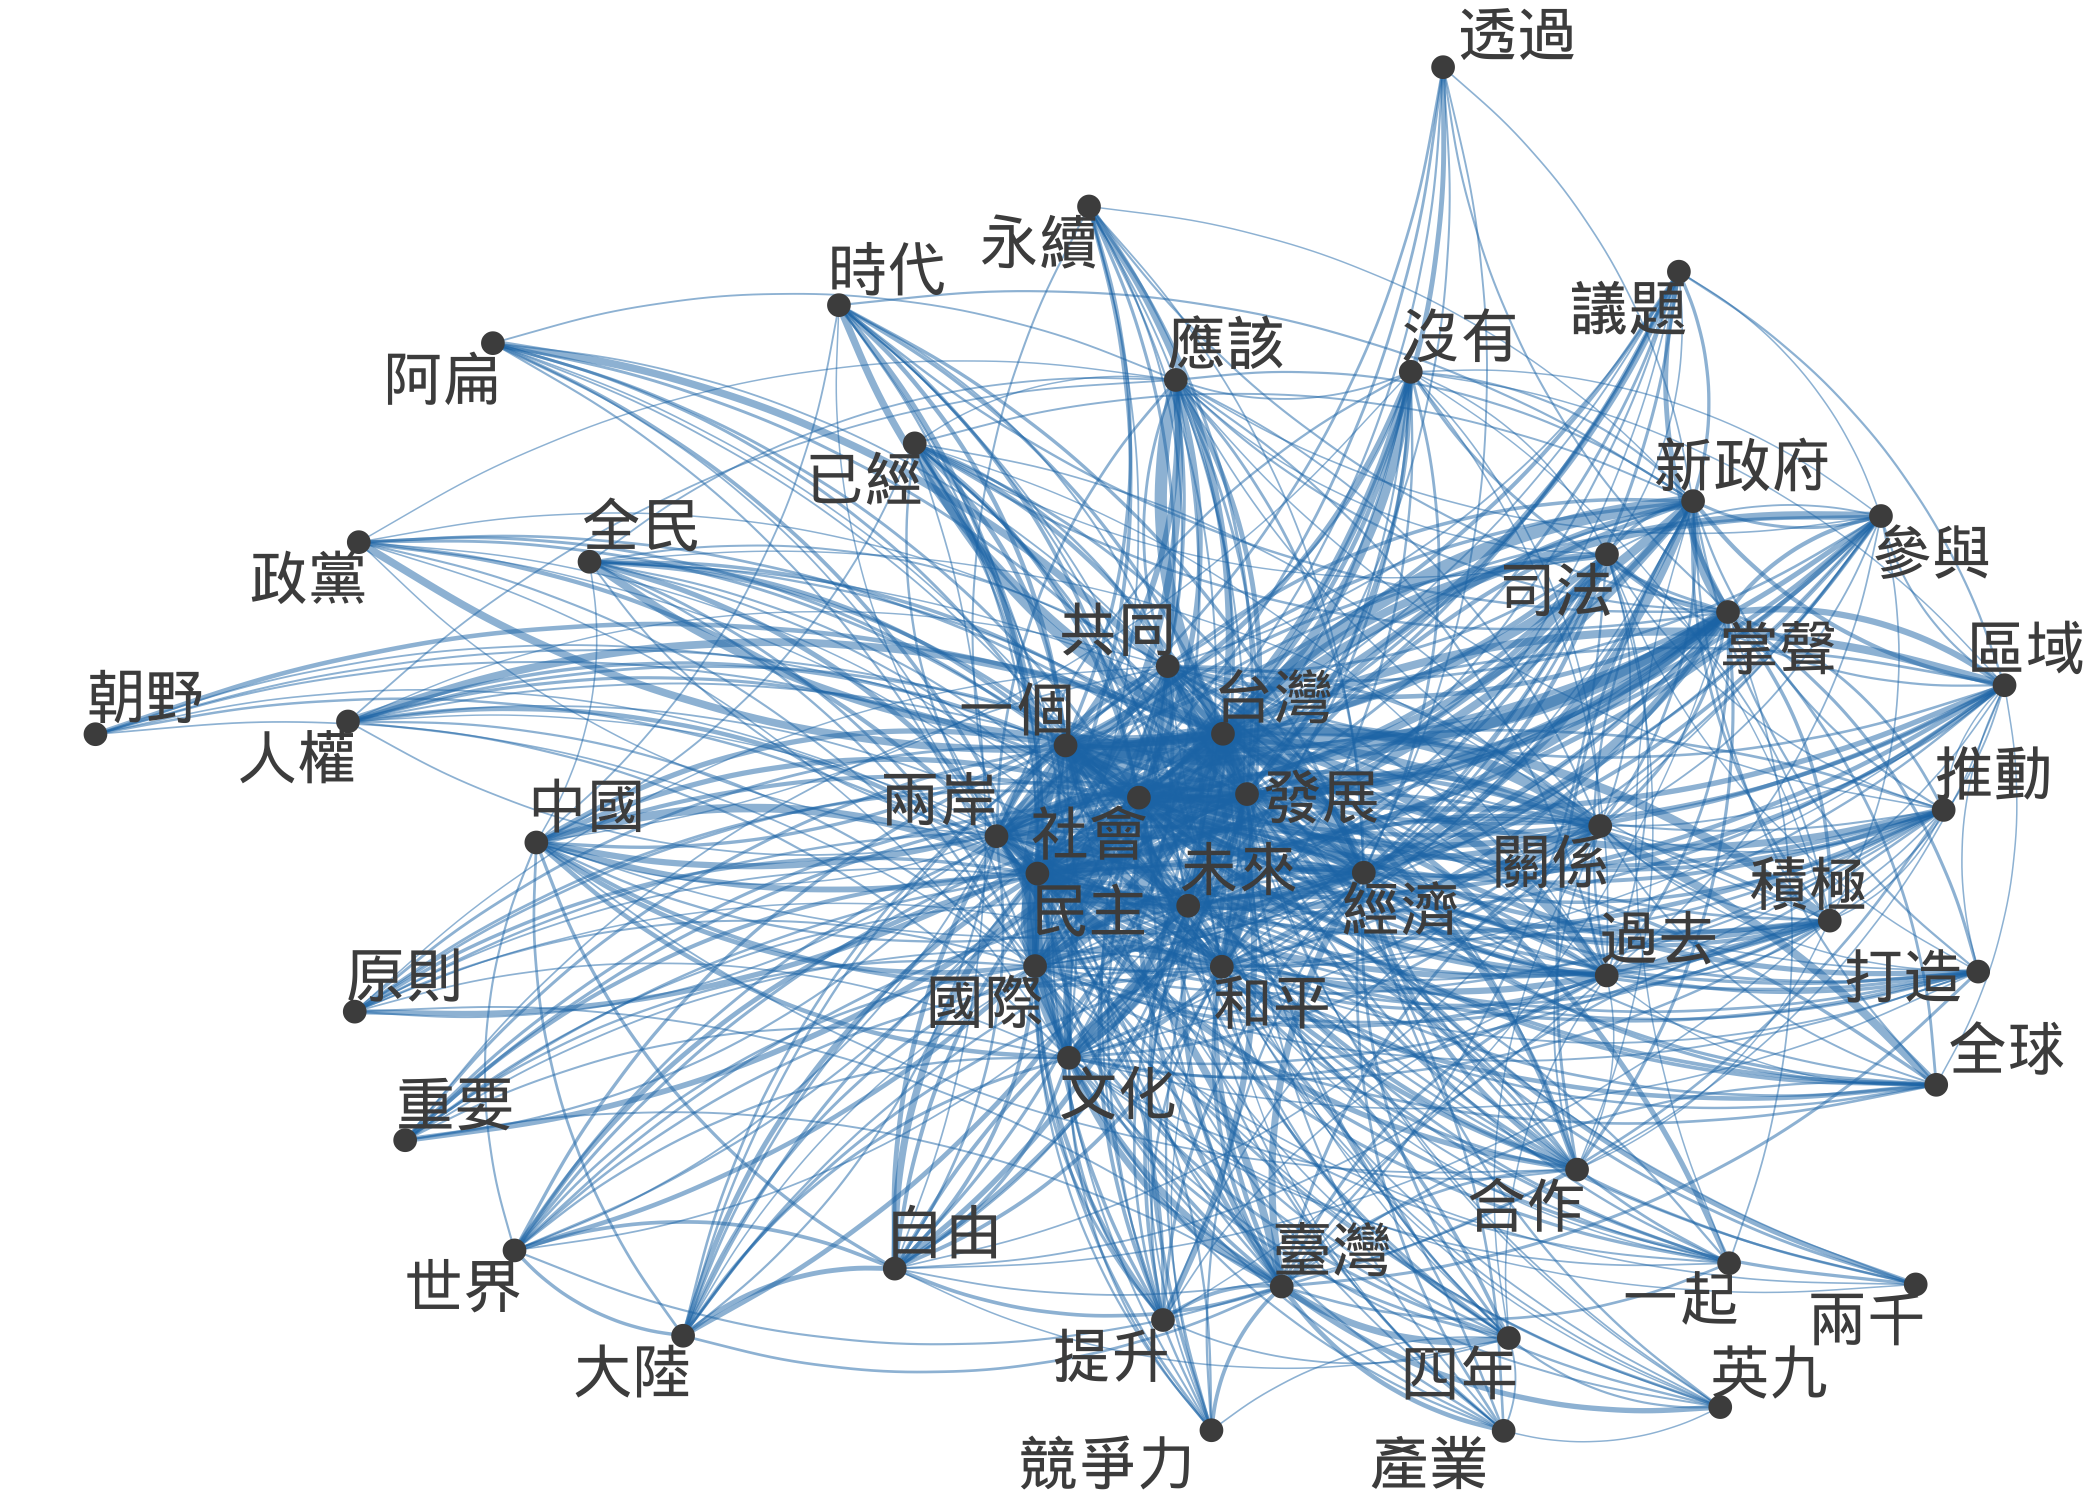 透過
永續
時代
議題
應該
沒有
阿扁
新政府
已經
全民
參與
政黨
司法
共同
掌聲
區域
朝野
一個
台灣
人權
推動
中國
兩岸
發展
社會
未來
關係
積極
民主
經濟
過去
原則
打造
國際
和平
全球
重要
文化
合作
自由
臺灣
世界
一起
兩千
提升
大陸
四年
英九
競爭力
產業